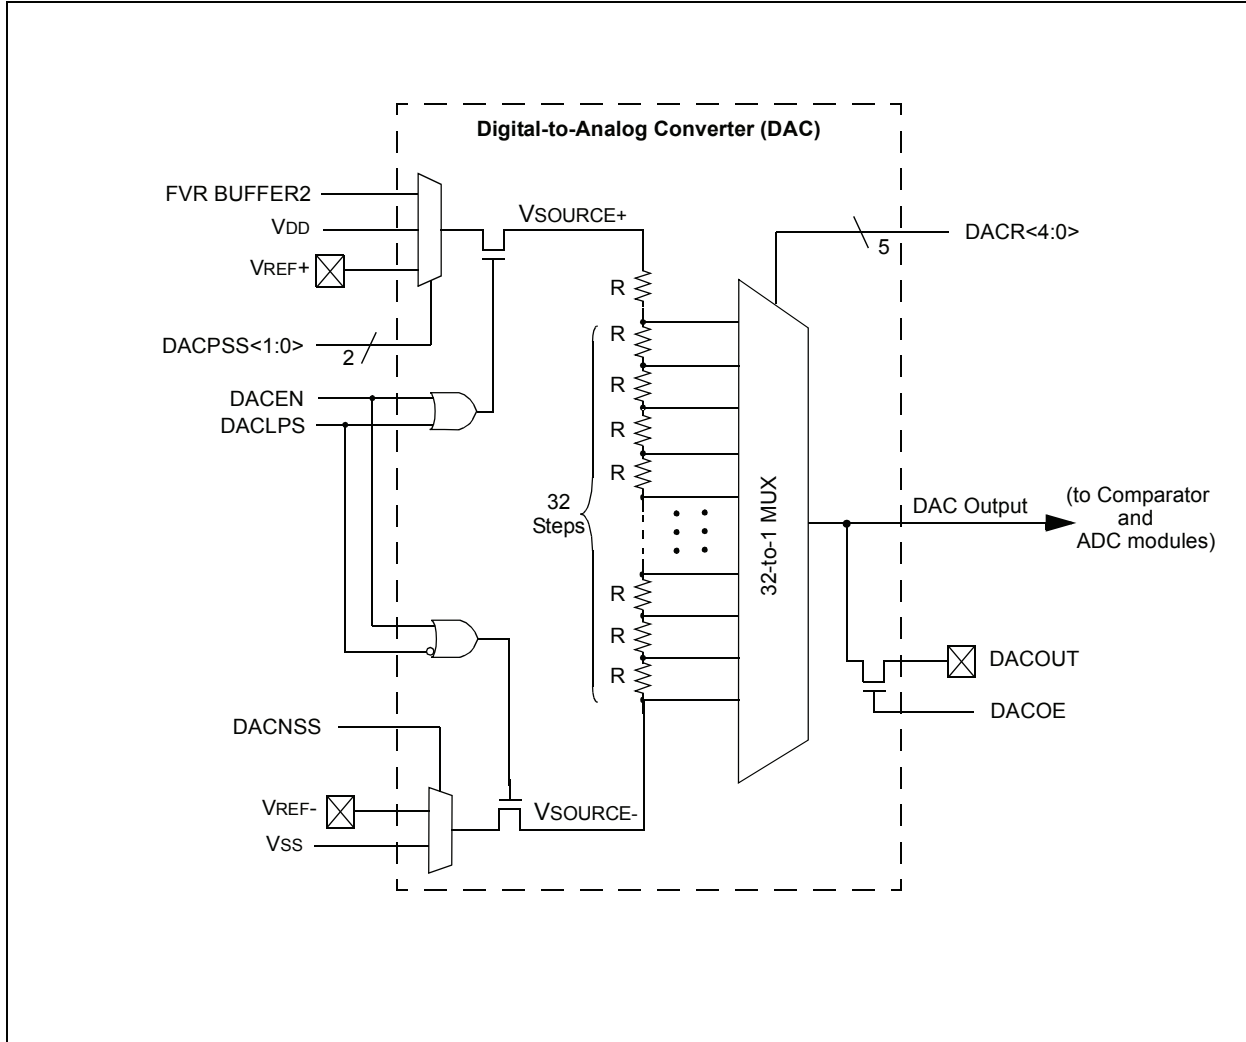 Digital-to-Analog Converter (DAC)
FVR BUFFER2
VDD
VREF+
DACPSS<1:0>
2
DACEN
DACLPS
VSOURCE+
R
R
R
R
R
32
Steps
R
R
R
32-to-1 MUX
5
DACR<4:0>
DAC Output
(to Comparator
and
ADC modules)
DACOUT
DACOE
DACNSS
VREF-
VSS
VSOURCE-